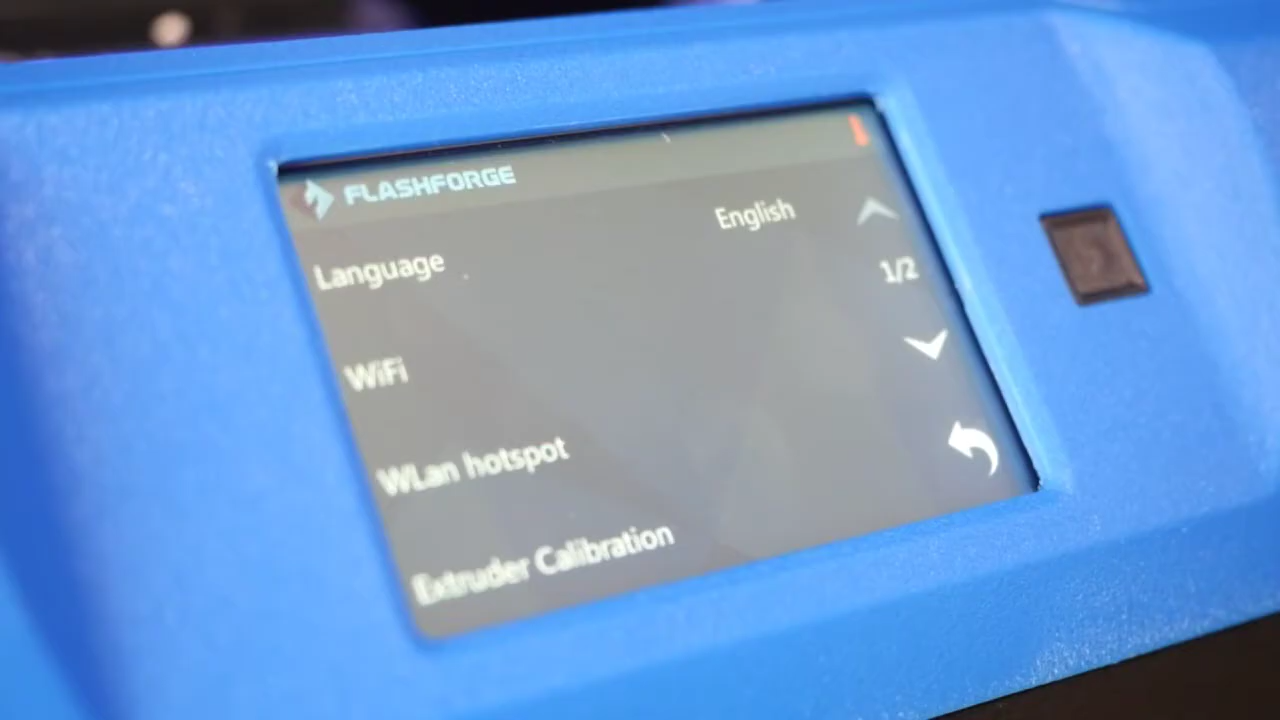 FLASHFORGE
Language English
1/2
WiFi
WLan hotspot
Extruder Calibration